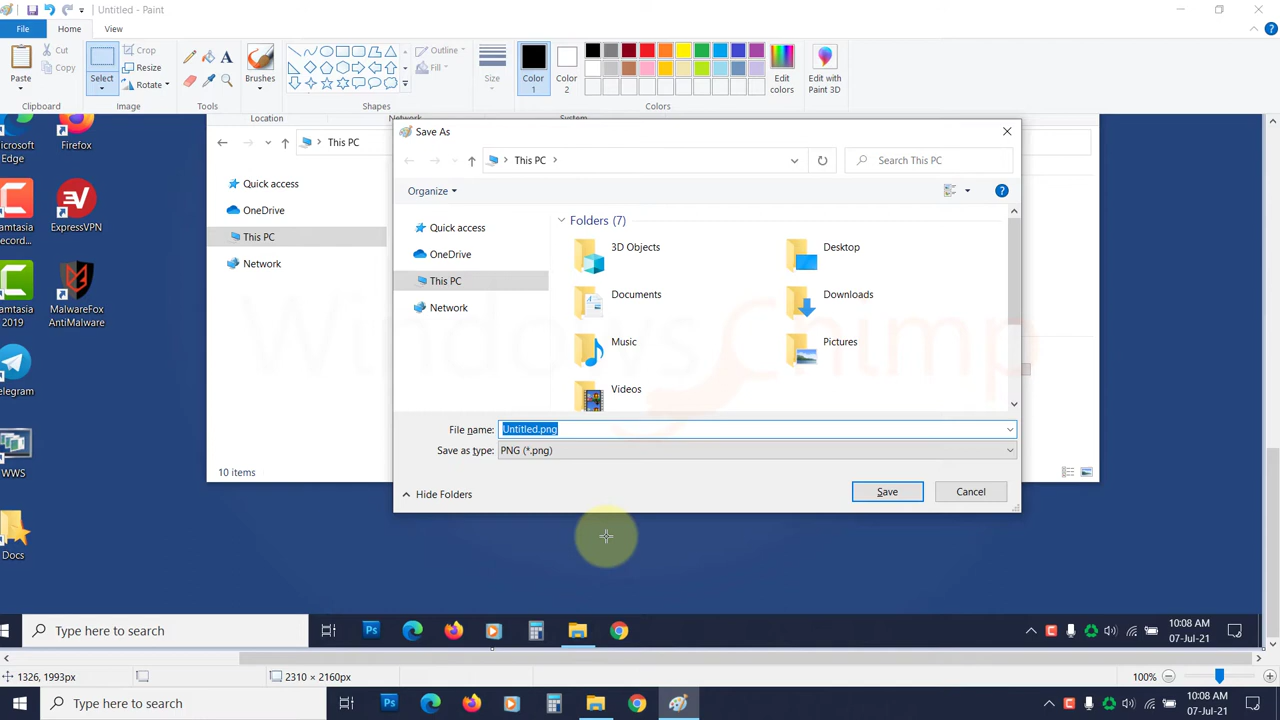 Untitled - Paint
File Home View
Paste
Cut
Copy
Select
Crop
Resize
Rotate
A
Brushes
Outline
Fill
Size
Color 1
Color 2
Edit colors
Edit with Paint 3D
Clipboard Image Tools Shapes Colors
Location Network System
Save As
This PC
Search This PC
Organize
Quick access
OneDrive
This PC
Network
Folders (7)
3D Objects Desktop
Documents Downloads
Music Pictures
Videos
File name: Untitled.png
Save as type: PNG (*.png)
Hide Folders Save Cancel
This PC
Quick access
OneDrive
This PC
Network
10 items
Edge
Firefox
ExpressVPN
2019
MalwareFox
AntiMalware
WWS
Docs
WindowsChimp
Type here to search
Ps
10:08 AM
07-Jul-21
1326, 1993px 2310 × 2160px 100%
Type here to search
Ps
10:08 AM
07-Jul-21